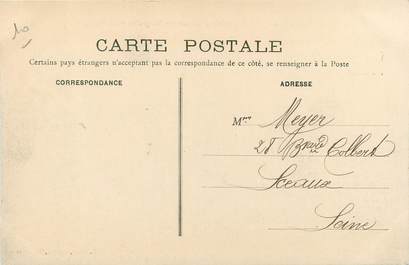 CARTE POSTALE
Certains pays étrangers n'acceptant pas la correspondance de ce côté, se renseigner à la Poste
CORRESPONDANCE
ADRESSE
Meyer
28 Colbert
Sceaux
Seine